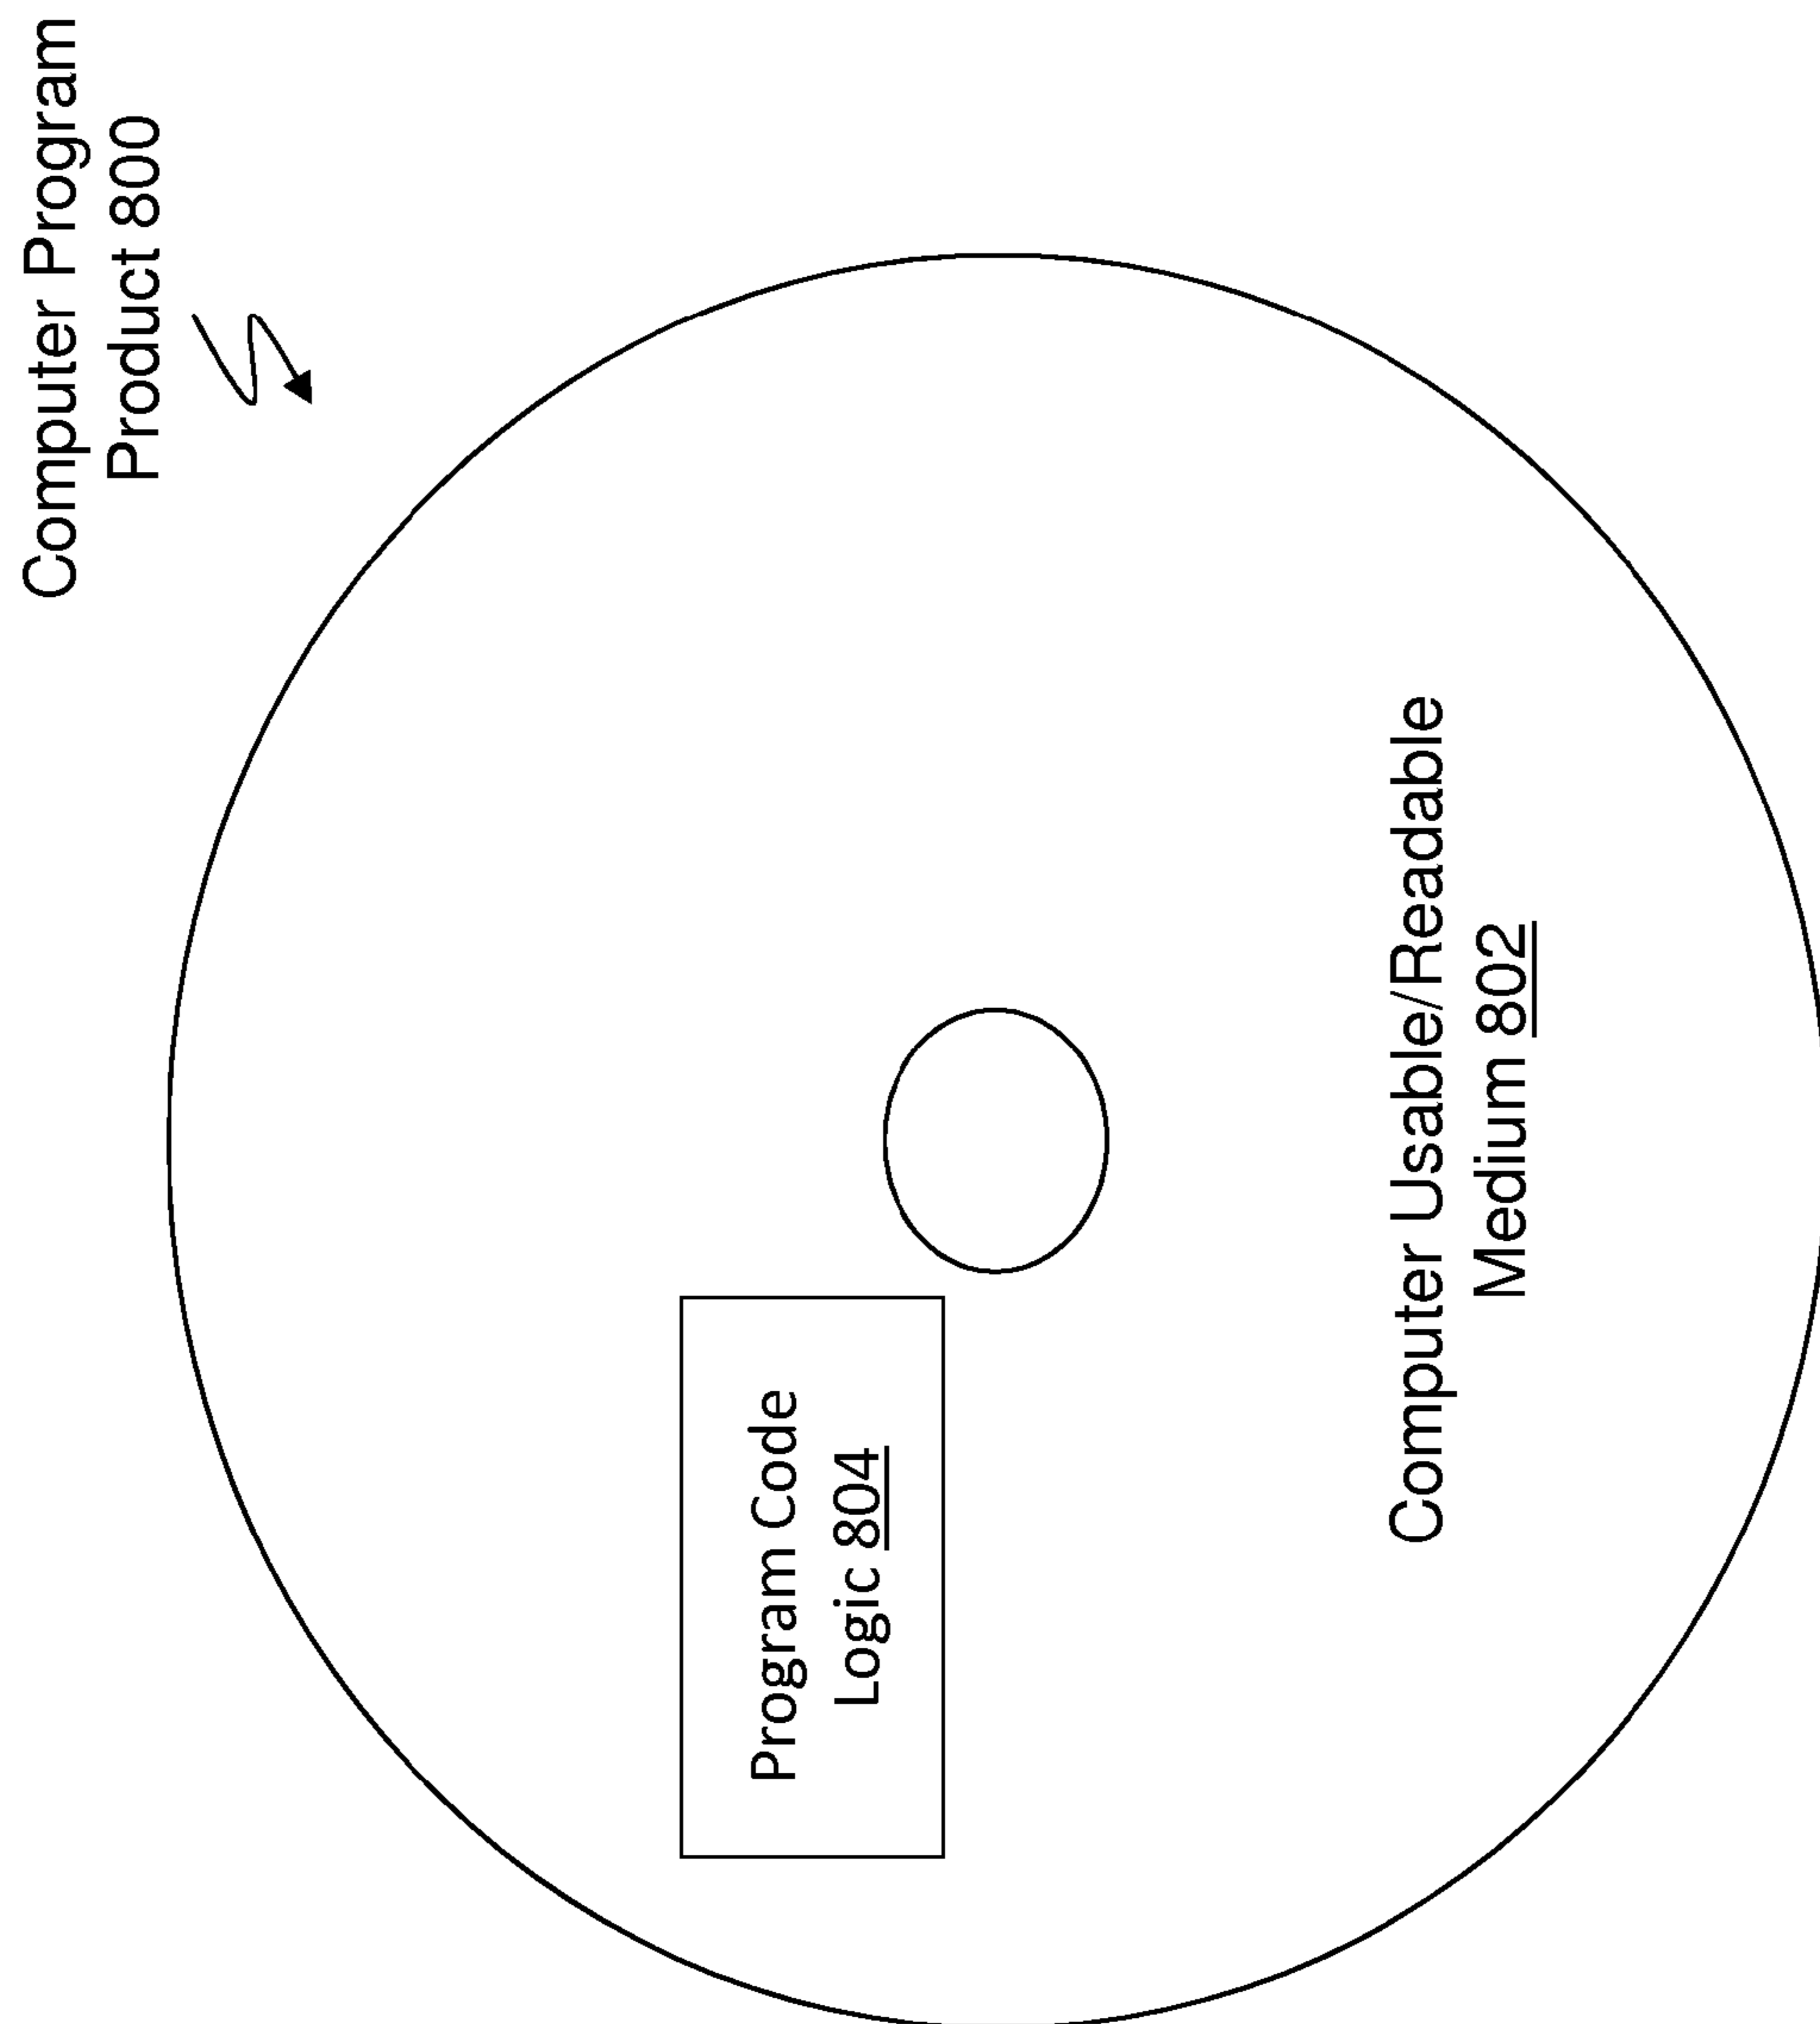 Computer Program
Product 800
Program Code
Logic 804
Computer Usable/Readable
Medium 802